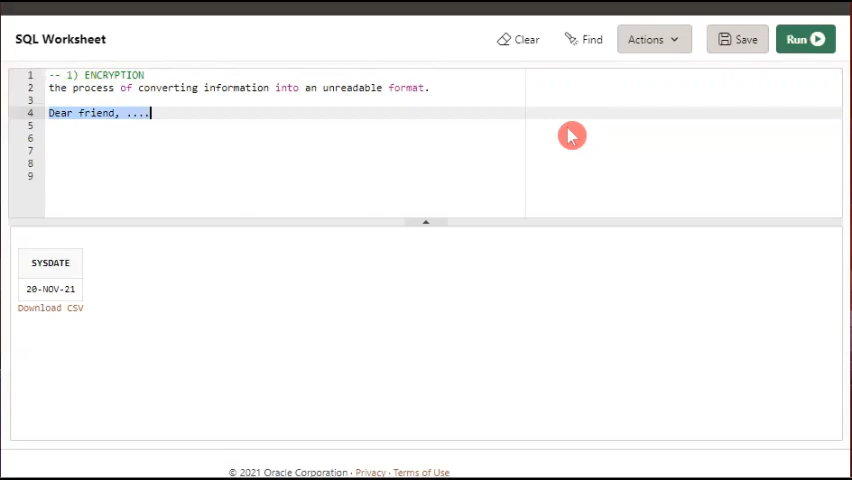 SQL Worksheet
Clear
Find
Actions
Save
Run
1 -- 1) ENCRYPTION
2 the process of converting information into an unreadable format.
3
4 Dear friend, ....
5
6
7
8
9
SYSDATE
20-NOV-21
Download CSV
© 2021 Oracle Corporation · Privacy · Terms of Use